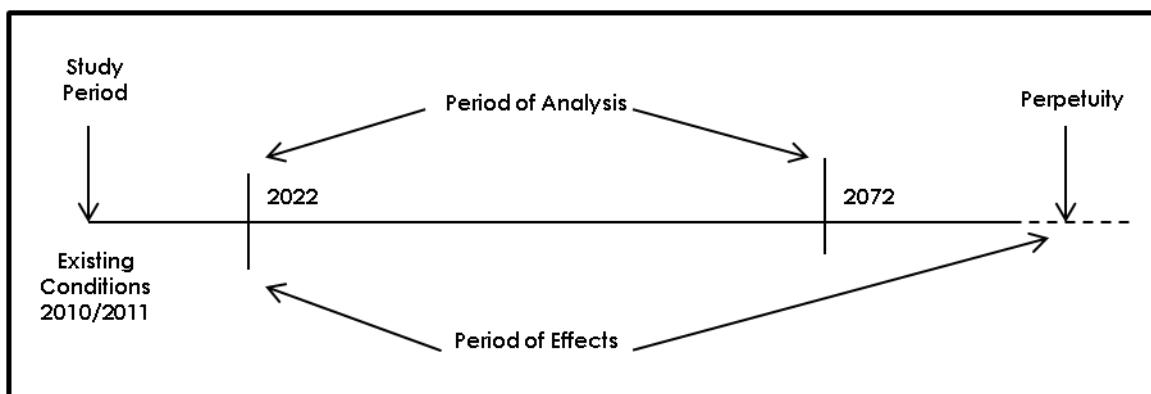 Study
Period
Period of Analysis
Perpetuity
2022
2072
Existing
Conditions
2010/2011
Period of Effects